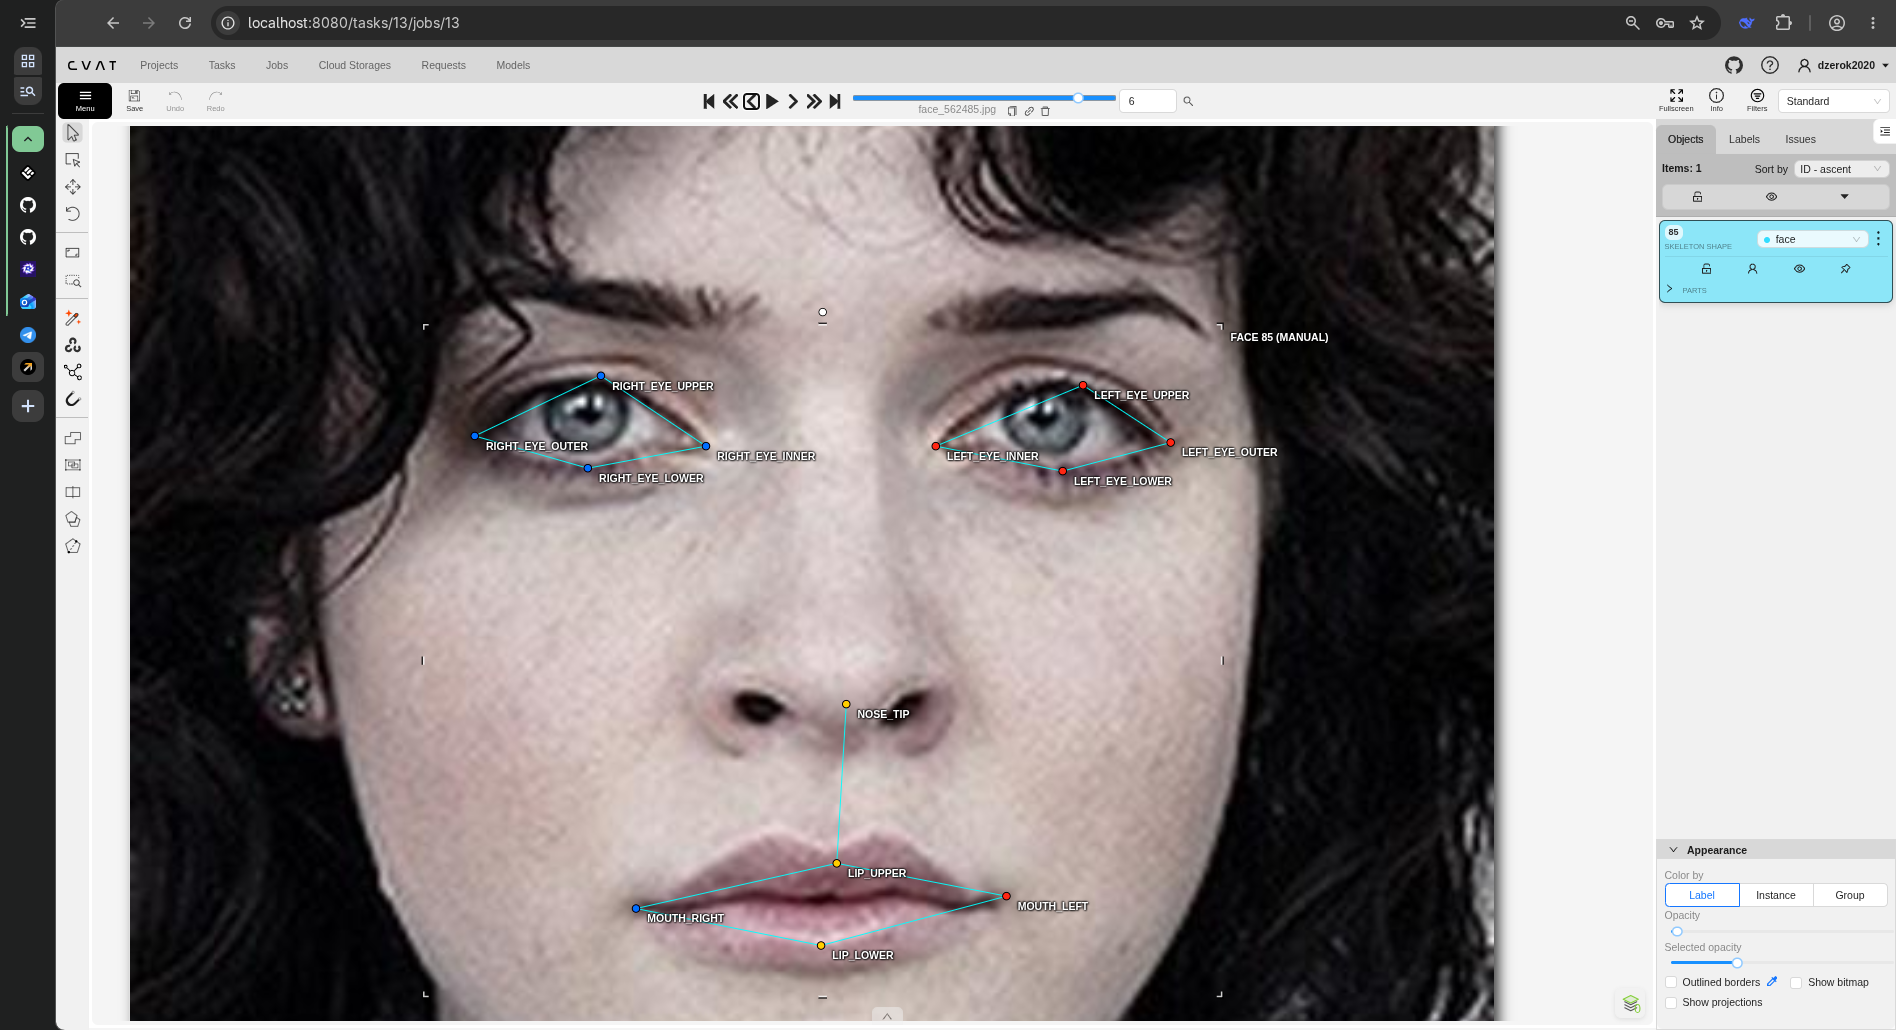 localhost:8080/tasks/13/jobs/13
CVAT
Projects
Tasks
Jobs
Cloud Storages
Requests
Models
dzerok2020
Menu
Save
Undo
Redo
face_562485.jpg
6
Fullscreen
Info
Filters
Standard
Objects
Labels
Issues
Items: 1
Sort by
ID - ascent
85
SKELETON SHAPE
face
PARTS
FACE 85 (MANUAL)
RIGHT_EYE_UPPER
LEFT_EYE_UPPER
RIGHT_EYE_OUTER
RIGHT_EYE_INNER
LEFT_EYE_INNER
LEFT_EYE_OUTER
RIGHT_EYE_LOWER
LEFT_EYE_LOWER
NOSE_TIP
LIP_UPPER
MOUTH_RIGHT
MOUTH_LEFT
LIP_LOWER
Appearance
Color by
Label
Instance
Group
Opacity
Selected opacity
Outlined borders
Show bitmap
Show projections
0